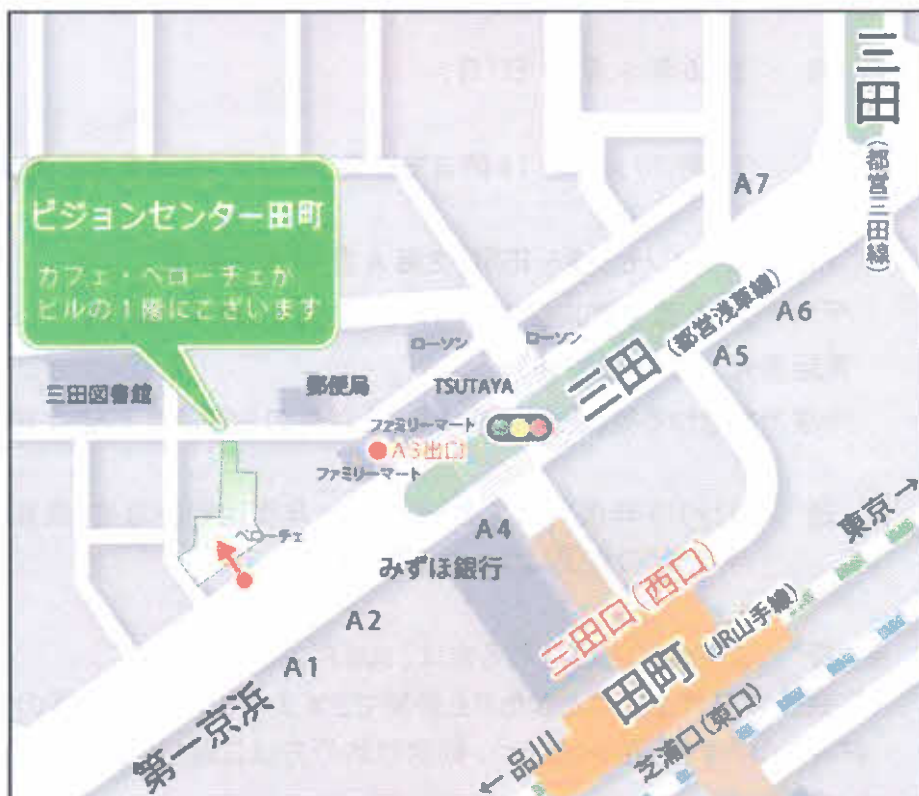 三田
(都営三田線)
A7
ビジョンセンター田町
カフェ・ベローチェが
ビルの1階にございます
A6
三田
(都営浅草線)
A5
ローソン
ローソン
三田図書館
郵便局
TSUTAYA
ファミリーマート
A3出口
ファミリーマート
東京→
ベローチェ
A4
みずほ銀行
三田口(西口)
A2
田町
(JR山手線)
A1
第一京浜
芝浦口(東口)
←品川